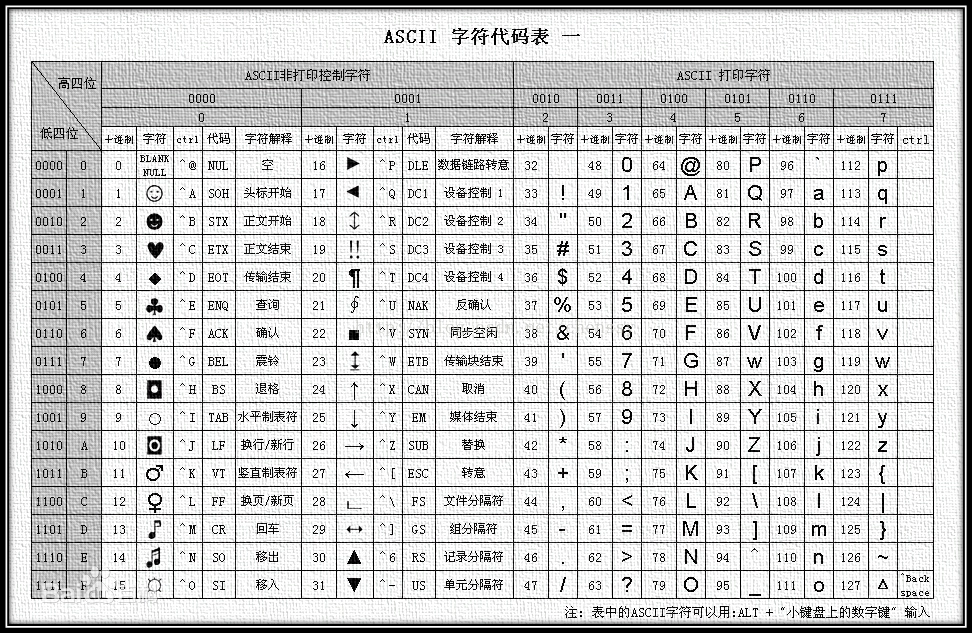 ASCII 字符代码表 一
高四位 ASCII非打印控制字符 ASCII 打印字符
0000 0001 0010 0011 0100 0101 0110 0111
低四位 0 1 2 3 4 5 6 7
十进制 字符 ctrl 代码 字符解释 十进制 字符 ctrl 代码 字符解释 十进制 字符 十进制 字符 十进制 字符 十进制 字符 十进制 字符 十进制 字符 ctrl
0000 0 0 BLANK NULL ^@ NUL 空 16 ► ^P DLE 数据链路转意 32 48 0 64 @ 80 P 96 ` 112 p
0001 1 1 ☺ ^A SOH 头标开始 17 ◄ ^Q DC1 设备控制 1 33 ! 49 1 65 A 81 Q 97 a 113 q
0010 2 2 ☻ ^B STX 正文开始 18 ↕ ^R DC2 设备控制 2 34 " 50 2 66 B 82 R 98 b 114 r
0011 3 3 ♥ ^C ETX 正文结束 19 ‼ ^S DC3 设备控制 3 35 # 51 3 67 C 83 S 99 c 115 s
0100 4 4 ◆ ^D EOT 传输结束 20 ¶ ^T DC4 设备控制 4 36 $ 52 4 68 D 84 T 100 d 116 t
0101 5 5 ♣ ^E ENQ 查询 21 ∮ ^U NAK 反确认 37 % 53 5 69 E 85 U 101 e 117 u
0110 6 6 ♠ ^F ACK 确认 22 ■ ^V SYN 同步空闲 38 & 54 6 70 F 86 V 102 f 118 v
0111 7 7 ● ^G BEL 震铃 23 ↨ ^W ETB 传输块结束 39 ' 55 7 71 G 87 w 103 g 119 w
1000 8 8 ◘ ^H BS 退格 24 ↑ ^X CAN 取消 40 ( 56 8 72 H 88 X 104 h 120 x
1001 9 9 ○ ^I TAB 水平制表符 25 ↓ ^Y EM 媒体结束 41 ) 57 9 73 I 89 Y 105 i 121 y
1010 A 10 ◙ ^J LF 换行/新行 26 → ^Z SUB 替换 42 * 58 : 74 J 90 Z 106 j 122 z
1011 B 11 ♂ ^K VT 竖直制表符 27 ← ^[ ESC 转意 43 + 59 ; 75 K 91 [ 107 k 123 {
1100 C 12 ♀ ^L FF 换页/新页 28 ∟ ^\ FS 文件分隔符 44 , 60 < 76 L 92 \ 108 l 124 |
1101 D 13 ♪ ^M CR 回车 29 ↔ ^] GS 组分隔符 45 - 61 = 77 M 93 ] 109 m 125 }
1110 E 14 ♫ ^N SO 移出 30 ▲ ^6 RS 记录分隔符 46 . 62 > 78 N 94 ^ 110 n 126 ~
1111 15 ☼ ^O SI 移入 31 ▼ ^- US 单元分隔符 47 / 63 ? 79 O 95 _ 111 o 127 Δ ^Back space
注: 表中的ASCII字符可以用:ALT + "小键盘上的数字键" 输入